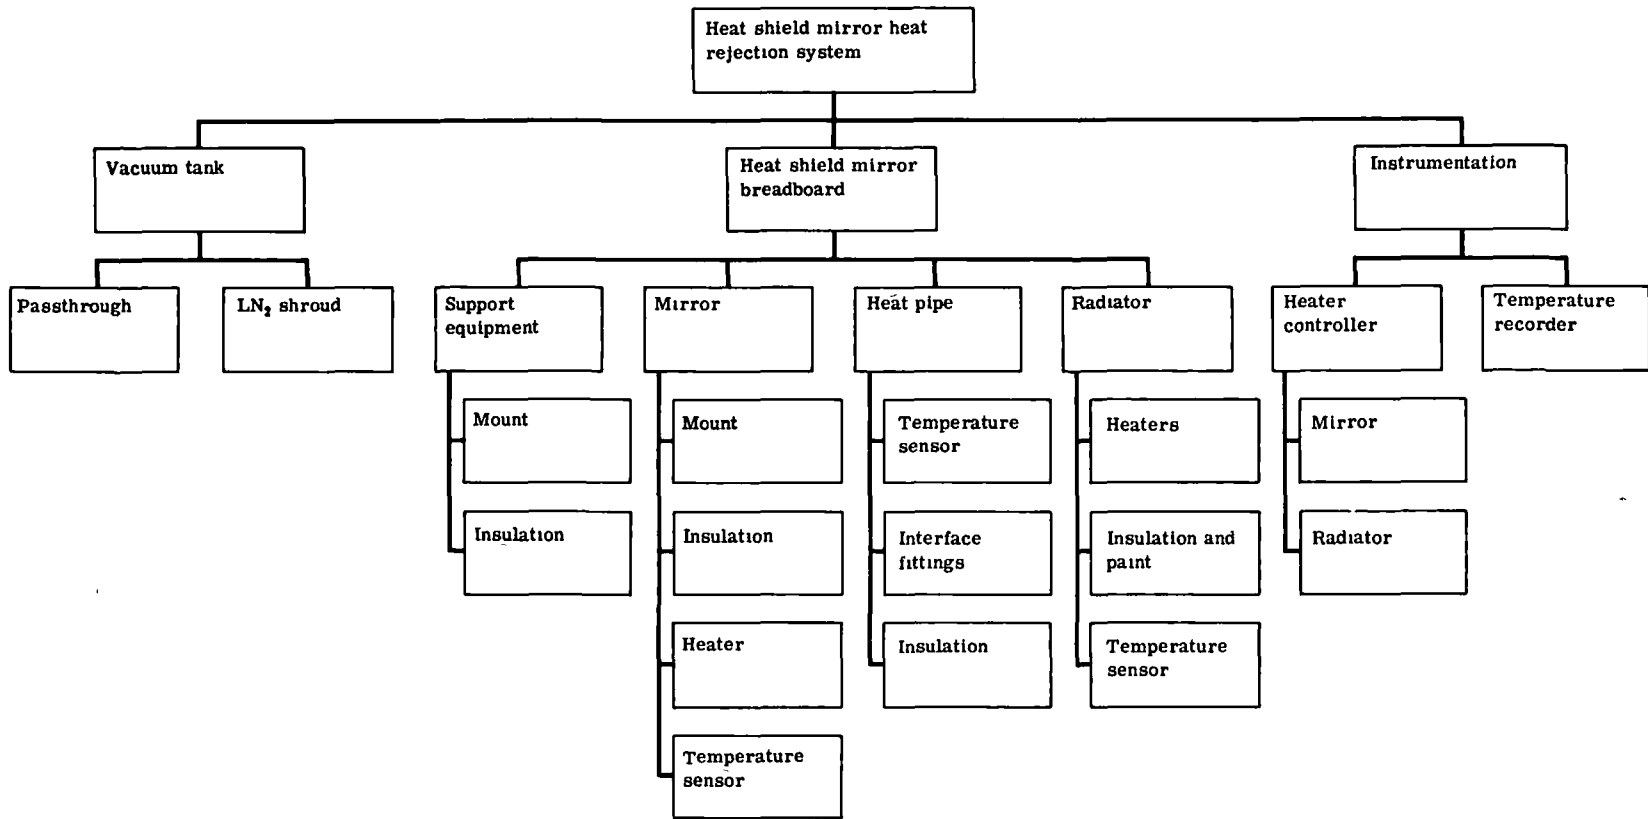 Heat shield mirror heat
rejection system
Vacuum tank
Heat shield mirror
breadboard
Instrumentation
Passthrough
LN₂ shroud
Support
equipment
Mirror
Heat pipe
Radiator
Heater
controller
Temperature
recorder
Mount
Insulation
Mount
Insulation
Heater
Temperature
sensor
Temperature
sensor
Interface
fittings
Insulation
Heaters
Insulation and
paint
Temperature
sensor
Mirror
Radiator